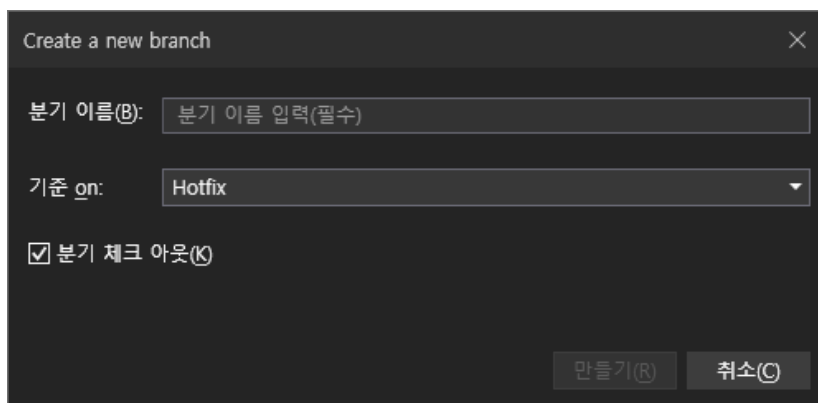 Create a new branch
분기 이름(B): 분기 이름 입력(필수)
기준 on: Hotfix
분기 체크 아웃(K)
만들기(R) 취소(C)